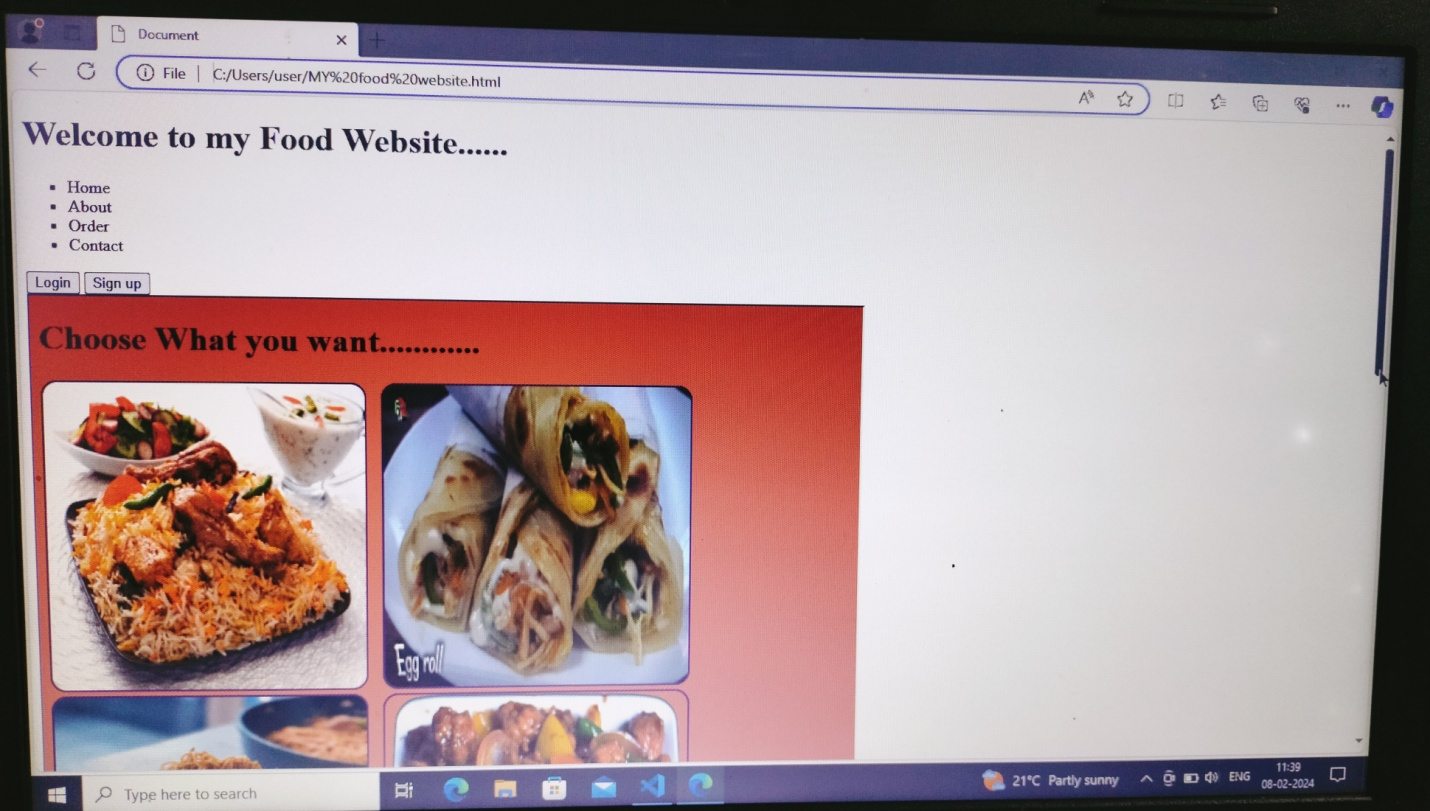 Document
File
C:/Users/user/MY%20food%20website.html
Welcome to my Food Website......
Home
About
Order
Contact
Login Sign up
Choose What you want............
Egg roll
Type here to search
21°C Partly sunny
ENG
11:39
08-02-2024